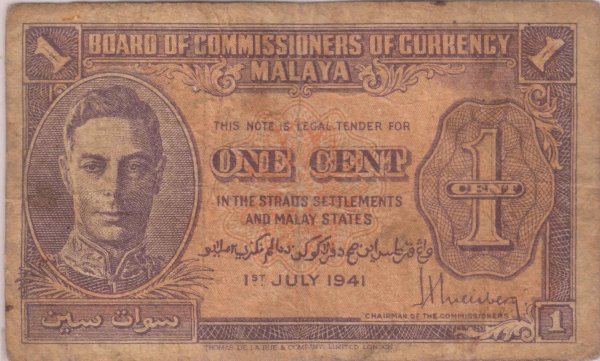 1 BOARD OF COMMISSIONERS OF CURRENCY 1
MALAYA
THIS NOTE IS LEGAL TENDER FOR
ONE CENT
1
CENT
IN THE STRAITS SETTLEMENTS
AND MALAY STATES
1ST JULY 1941
CHAIRMAN OF THE COMMISSIONERS
سوات سين
1
THOMAS DE LA RUE & COMPANY, LIMITED, LONDON.